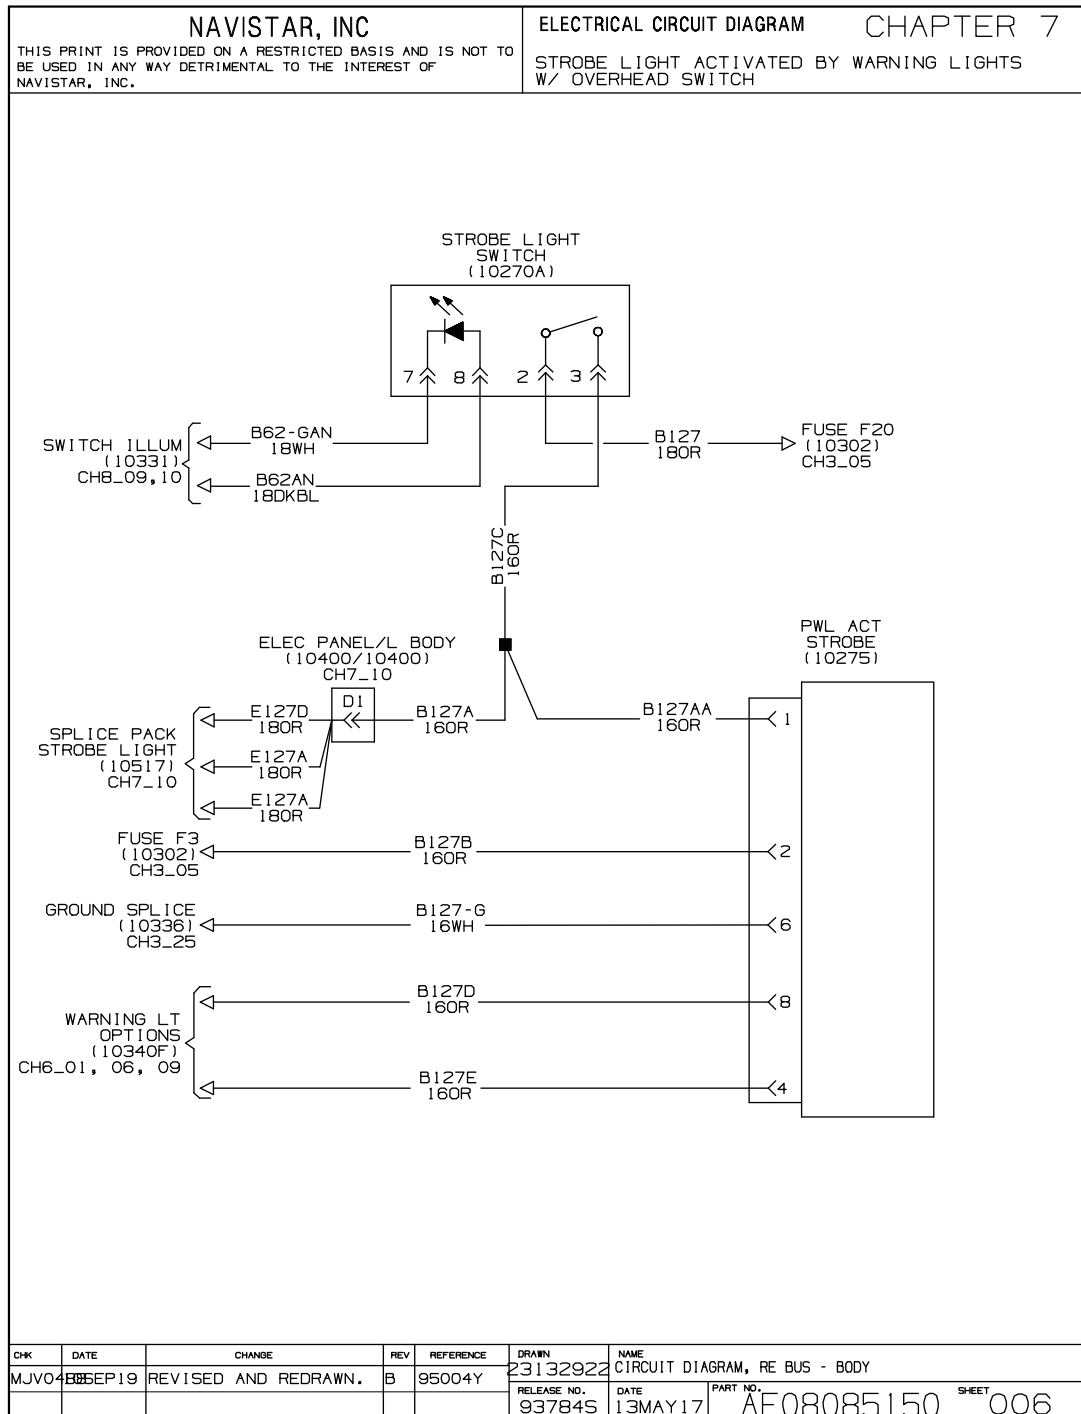 NAVISTAR, INC
THIS PRINT IS PROVIDED ON A RESTRICTED BASIS AND IS NOT TO
BE USED IN ANY WAY DETRIMENTAL TO THE INTEREST OF
NAVISTAR, INC.
ELECTRICAL CIRCUIT DIAGRAM
CHAPTER 7
STROBE LIGHT ACTIVATED BY WARNING LIGHTS
W/ OVERHEAD SWITCH
STROBE LIGHT
SWITCH
(10270A)
7 8 2 3
SWITCH ILLUM
(10331)
CH8_09,10
B62-GAN
18WH
B62AN
18DKBL
B127
18OR
FUSE F20
(10302)
CH3_05
B127C
16OR
ELEC PANEL/L BODY
(10400/10400)
CH7_10
D1
PWL ACT
STROBE
(10275)
SPLICE PACK
STROBE LIGHT
(10517)
CH7_10
E127D
18OR
E127A
18OR
E127A
18OR
B127A
16OR
B127AA
16OR
1
FUSE F3
(10302)
CH3_05
B127B
16OR
2
GROUND SPLICE
(10336)
CH3_25
B127-G
16WH
6
WARNING LT
OPTIONS
(10340F)
CH6_01, 06, 09
B127D
16OR
8
B127E
16OR
4
CHK DATE CHANGE REV REFERENCE
REVISED AND REDRAWN. B 95004Y
DRAWN
23132922
NAME
CIRCUIT DIAGRAM, RE BUS - BODY
RELEASE NO.
93784S
DATE
13MAY17
PART NO.
AE08085150
SHEET
006